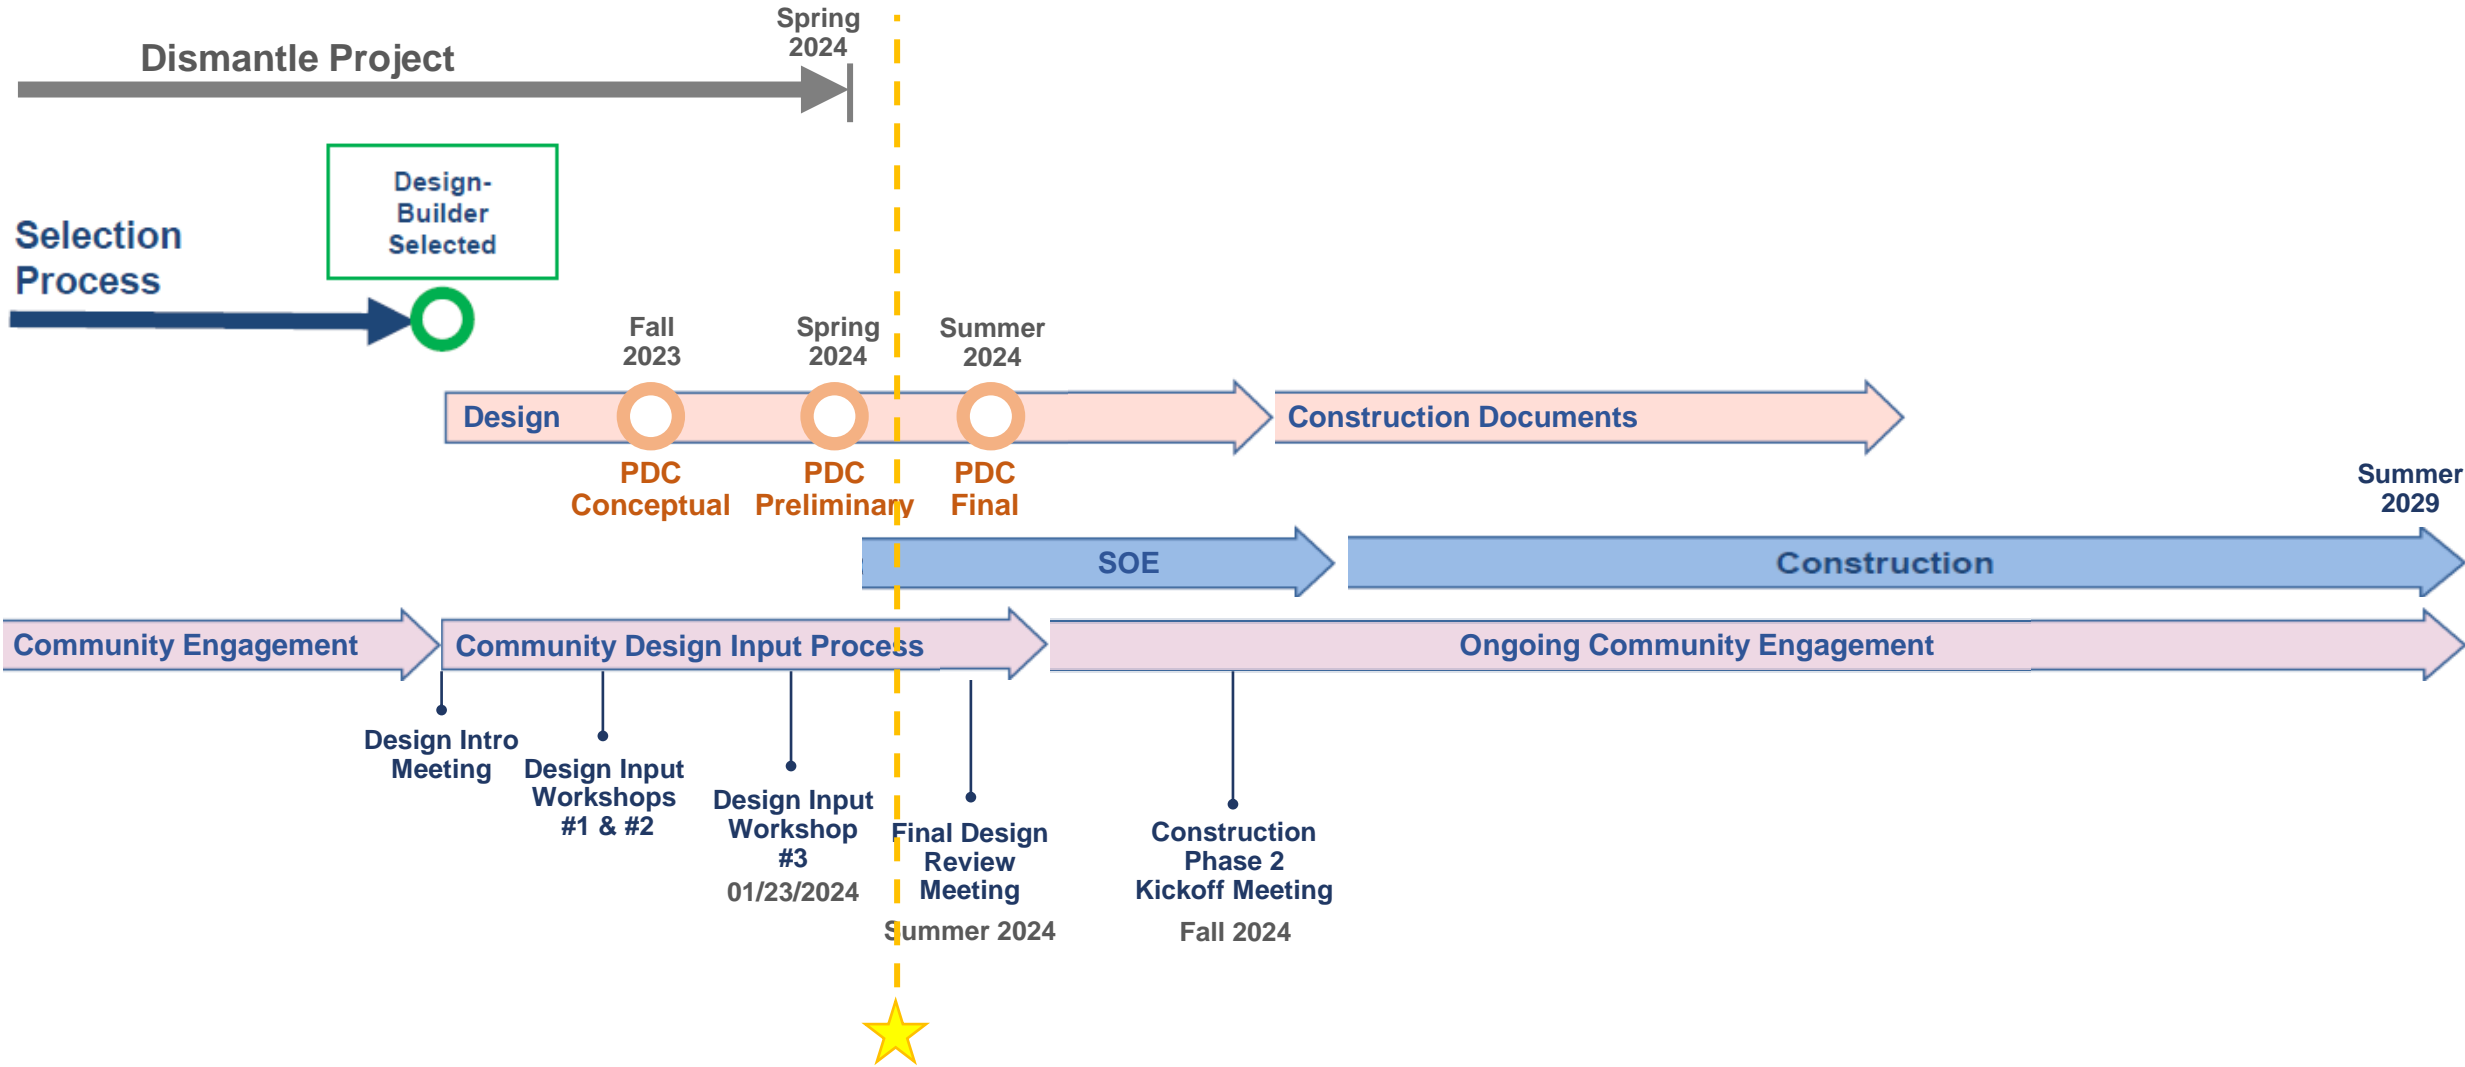 Spring
2024
Dismantle Project
Design-
Builder
Selected
Selection
Process
Fall
2023
Spring
2024
Summer
2024
Design
Construction Documents
PDC
Conceptual
PDC
Preliminary
PDC
Final
Summer
2029
SOE
Construction
Community Engagement
Community Design Input Process
Ongoing Community Engagement
Design Intro
Meeting
Design Input
Workshops
#1 & #2
Design Input
Workshop
#3
01/23/2024
Final Design
Review
Meeting
Summer 2024
Construction
Phase 2
Kickoff Meeting
Fall 2024